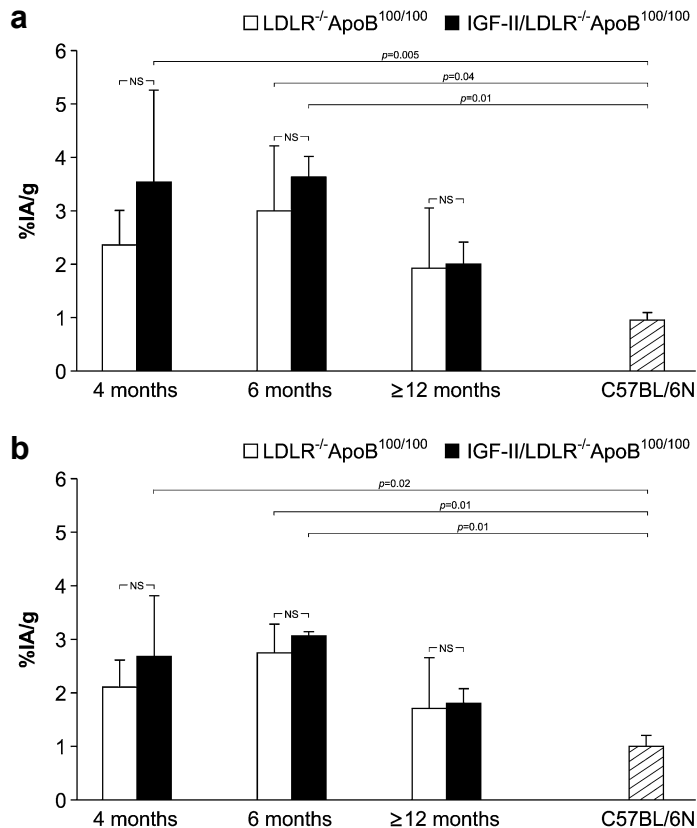 a
LDLR-/-ApoB100/100 IGF-II/LDLR-/-ApoB100/100
6
p=0.005
NS
p=0.04
5
p=0.01
NS
4
NS
3
%IA/g
2
1
0
4 months 6 months ≥12 months C57BL/6N
b
LDLR-/-ApoB100/100 IGF-II/LDLR-/-ApoB100/100
6
p=0.02
p=0.01
5
p=0.01
4
NS
NS
3
NS
%IA/g
2
1
0
4 months 6 months ≥12 months C57BL/6N